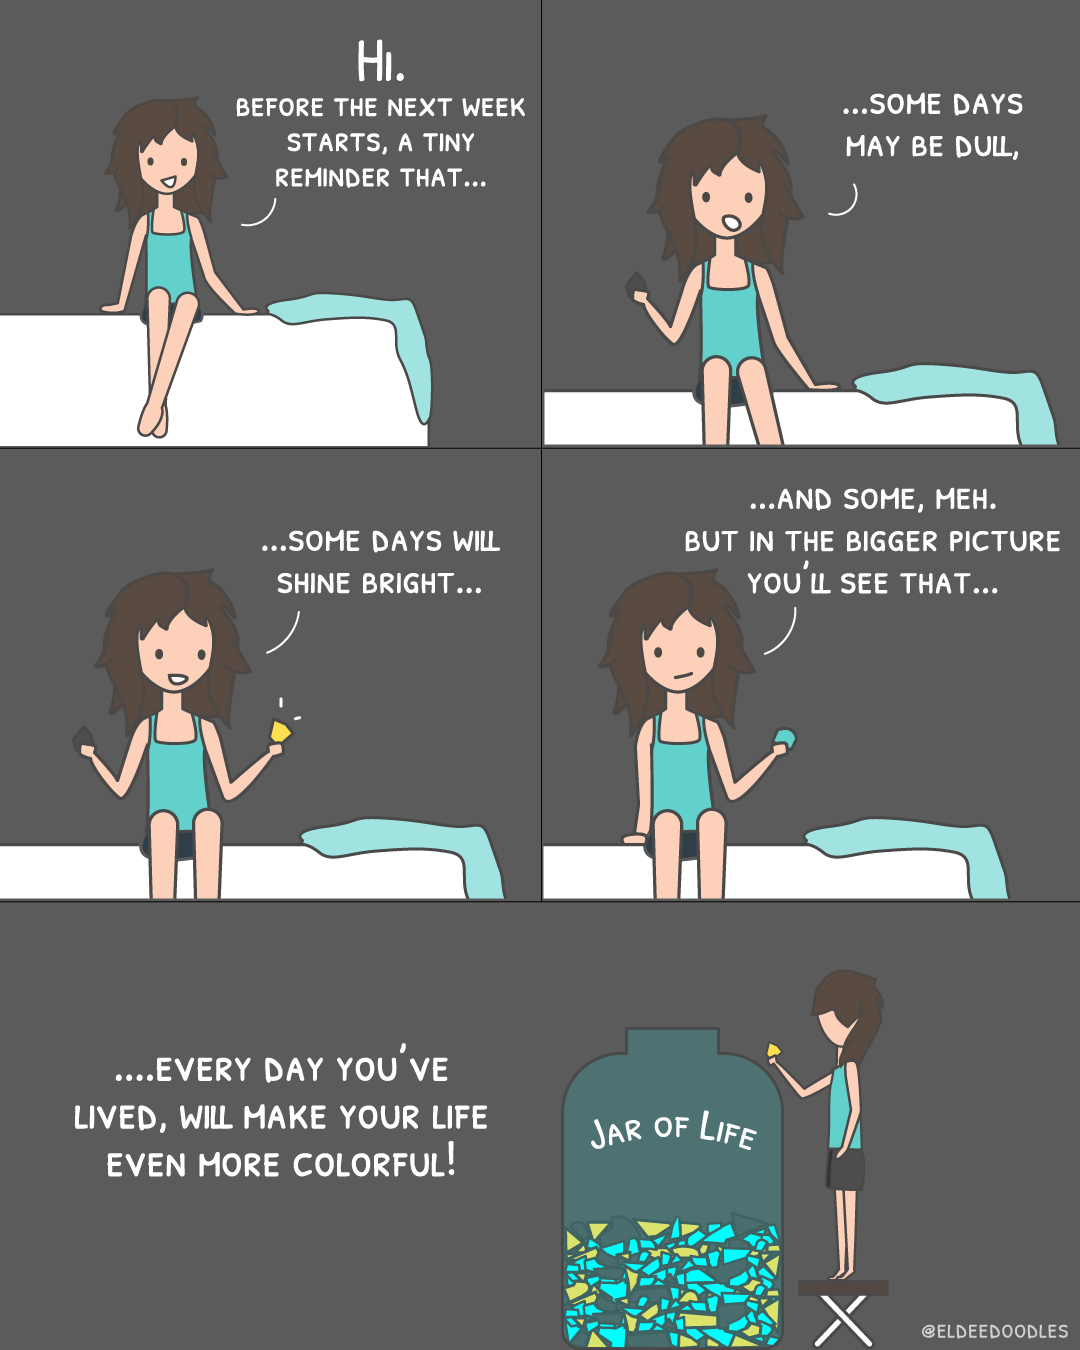 Hi.
BEFORE THE NEXT WEEK
STARTS, A TINY
REMINDER THAT...
...SOME DAYS
MAY BE DULL,
...SOME DAYS WILL
SHINE BRIGHT...
...AND SOME, MEH.
BUT IN THE BIGGER PICTURE
YOU'LL SEE THAT...
....EVERY DAY YOU'VE
LIVED, WILL MAKE YOUR LIFE
EVEN MORE COLORFUL!
JAR OF LIFE
@ELDEEDOODLES